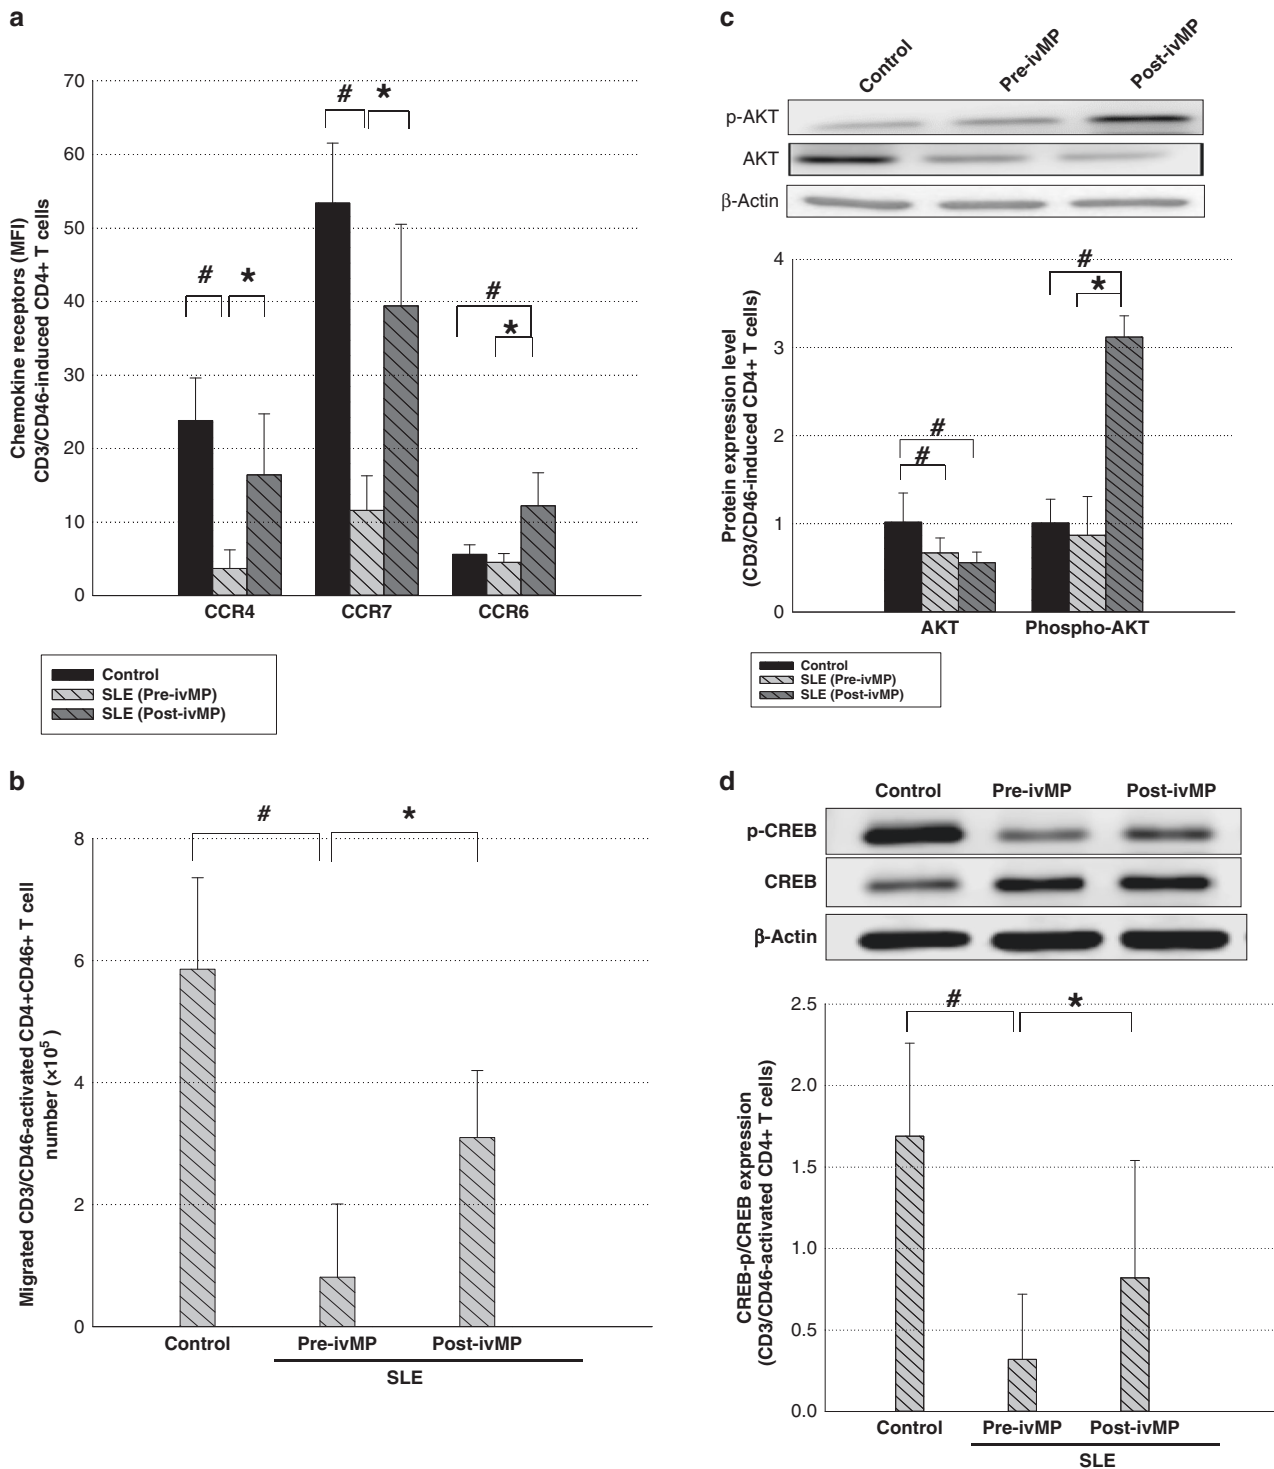 a
Chemokine receptors (MFI)
CD3/CD46-induced CD4+ T cells
70
60
50
40
30
20
10
0
# *
# *
#
*
CCR4 CCR7 CCR6
Control
SLE (Pre-ivMP)
SLE (Post-ivMP)
b
Migrated CD3/CD46-activated CD4+CD46+ T cell
number (×10⁵ )
8
6
4
2
0
# *
Control Pre-ivMP Post-ivMP
SLE
c
Control Pre-ivMP Post-ivMP
p-AKT
AKT
β-Actin
Protein expression level
(CD3/CD46-induced CD4+ T cells)
4
3
2
1
0
#
*
#
#
AKT Phospho-AKT
Control
SLE (Pre-ivMP)
SLE (Post-ivMP)
d
Control Pre-ivMP Post-ivMP
p-CREB
CREB
β-Actin
CREB-p/CREB expression
(CD3/CD46-activated CD4+ T cells)
2.5
2.0
1.5
1.0
0.5
0.0
# *
Control Pre-ivMP Post-ivMP
SLE